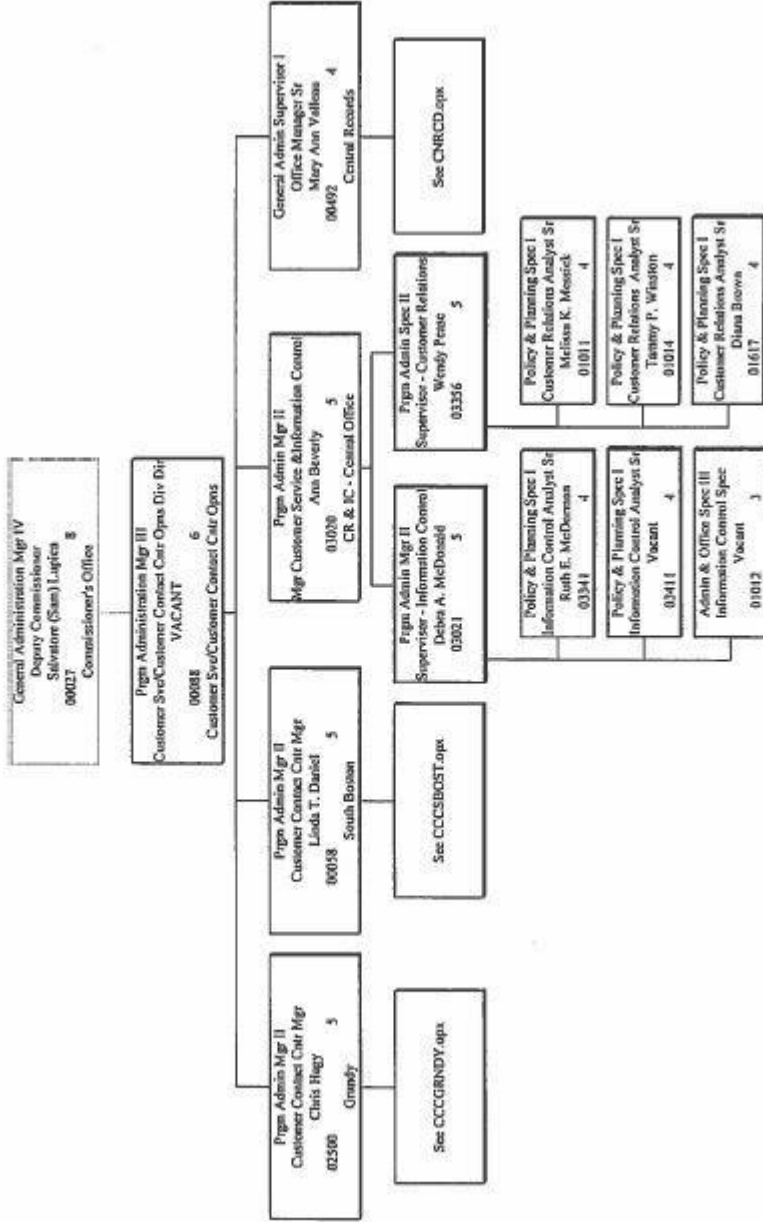 General Administration Mgr IV
Deputy Commissioner
Salvatore (Sam) Lupica
00027 8
Commissioner's Office
Prgm Administration Mgr III
Customer Svc/Customer Contact Cntr Opns Div Dir
VACANT
00088 6
Customer Svc/Customer Contact Cntr Opns
Prgm Admin Mgr II
Customer Contact Cntr Mgr
Chris Hagy
02500 5
Grundy
See CCCGRNDY.opx
Prgm Admin Mgr II
Customer Contact Cntr Mgr
Linda T. Daniel
00058 5
South Boston
See CCCSBOST.opx
Prgm Admin Mgr II
Mgr Customer Service &Information Control
Ann Beverly
03020 5
CR & IC - Central Office
General Admin Supervisor I
Office Manager Sr
Mary Ann Valleau
00492 4
Central Records
See CNRCD.opx
Prgm Admin Mgr II
Supervisor - Information Control
Debra A. McDonald
03021 5
Policy & Planning Spec I
Information Control Analyst Sr
Ruth E. McDerman
03341 4
Policy & Planning Spec I
Information Control Analyst Sr
Vacant
03411 4
Admin & Office Spec III
Information Control Spec
Vacant
01012 3
Prgm Admin Spec II
Supervisor - Customer Relations
Wendy Pease
03356 5
Policy & Planning Spec I
Customer Relations Analyst Sr
Melissa K. Messick
01011 4
Policy & Planning Spec I
Customer Relations Analyst Sr
Tammy P. Winston
01014 4
Policy & Planning Spec I
Customer Relations Analyst Sr
Diana Brown
01617 4